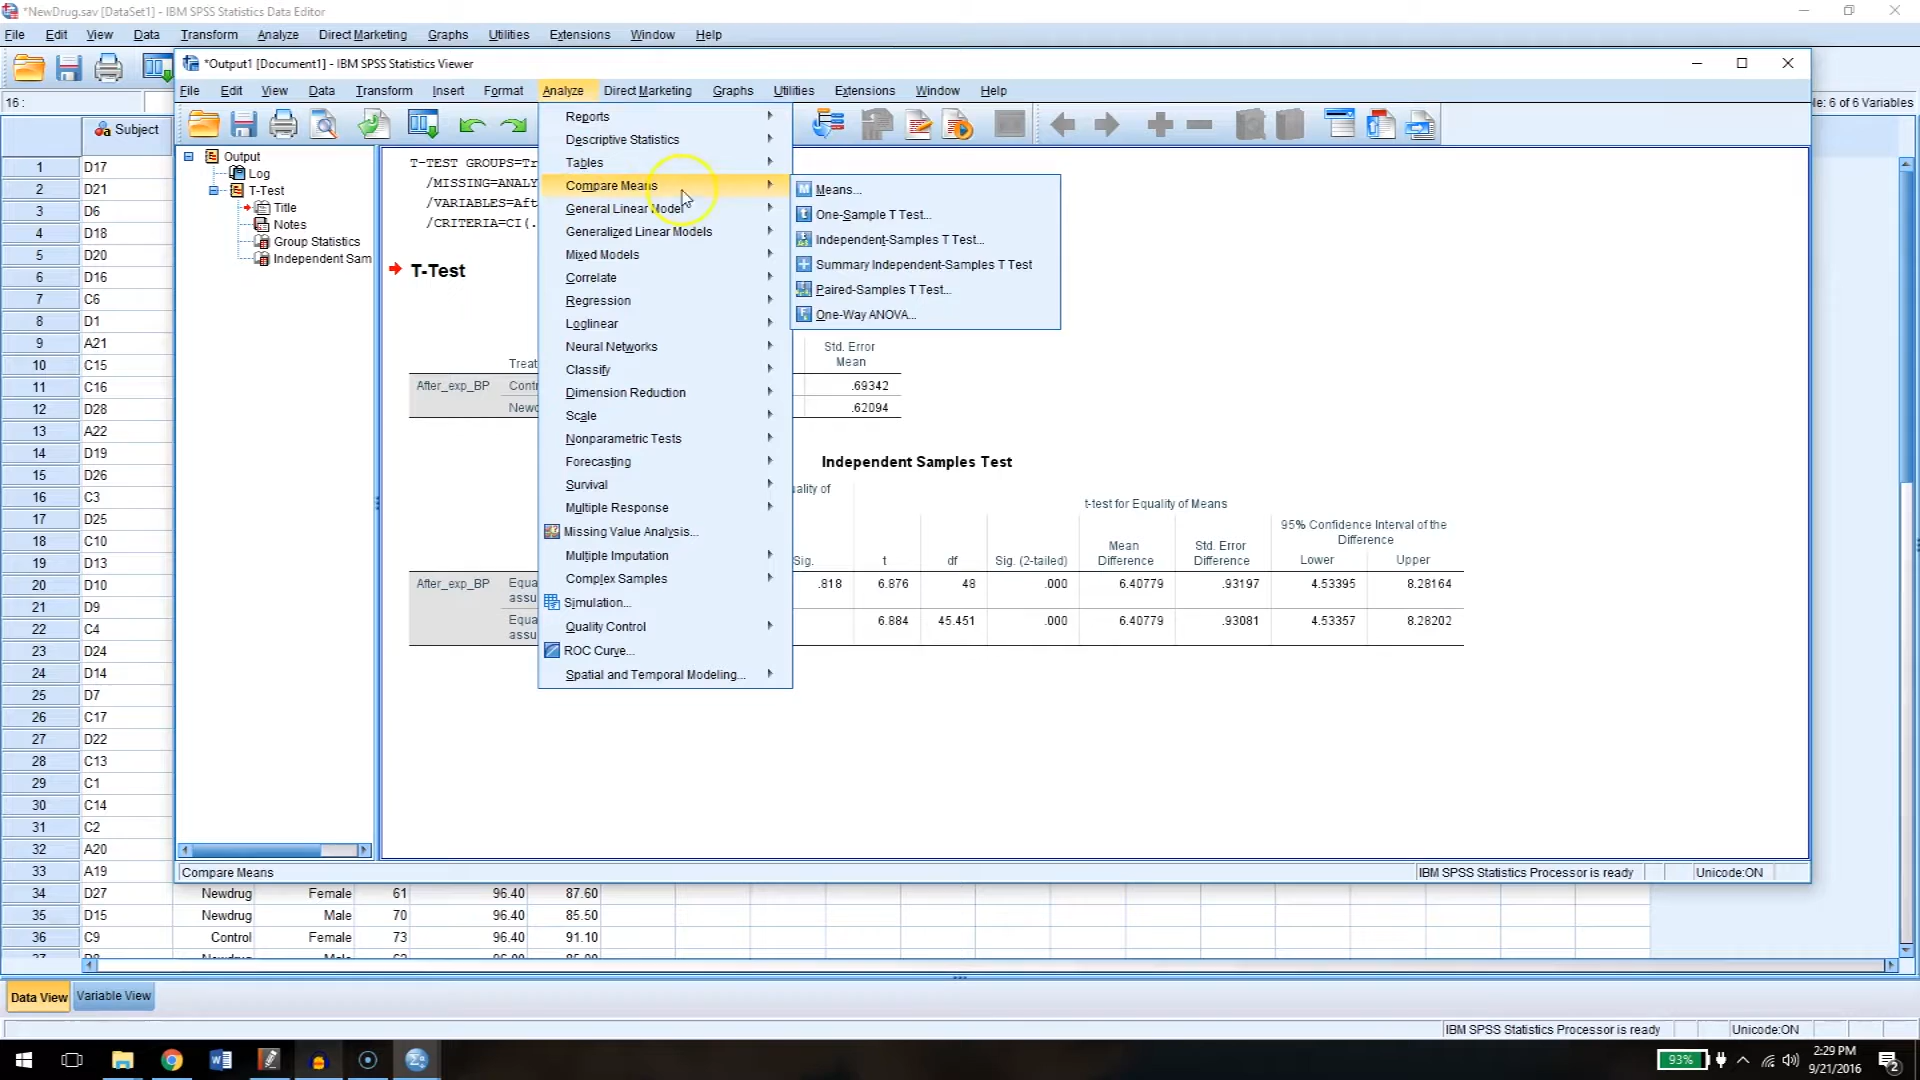 *NewDrug.sav [DataSet1] - IBM SPSS Statistics Data Editor
File Edit View Data Transform Analyze Direct Marketing Graphs Utilities Extensions Window Help
*Output1 [Document1] - IBM SPSS Statistics Viewer
File Edit View Data Transform Insert Format Analyze Direct Marketing Graphs Utilities Extensions Window Help
16 :
le: 6 of 6 Variables
Subject
1 D17
2 D21
3 D6
4 D18
5 D20
6 D16
7 C6
8 D1
9 A21
10 C15
11 C16
12 D28
13 A22
14 D19
15 D26
16 C3
17 D25
18 C10
19 D13
20 D10
21 D9
22 C4
23 D24
24 D14
25 D7
26 C17
27 D22
28 C13
29 C1
30 C14
31 C2
32 A20
33 A19
34 D27 Newdrug Female 61 96.40 87.60
35 D15 Newdrug Male 70 96.40 85.50
36 C9 Control Female 73 96.40 91.10
Output
Log
T-Test
Title
Notes
Group Statistics
Independent Sam
T-TEST GROUPS=Tr
/MISSING=ANALY
/VARIABLES=Aft
/CRITERIA=CI(.
T-Test
Reports
Descriptive Statistics
Tables
Compare Means
General Linear Model
Generalized Linear Models
Mixed Models
Correlate
Regression
Loglinear
Neural Networks
Classify
Dimension Reduction
Scale
Nonparametric Tests
Forecasting
Survival
Multiple Response
Missing Value Analysis...
Multiple Imputation
Complex Samples
Simulation...
Quality Control
ROC Curve...
Spatial and Temporal Modeling...
Means...
One-Sample T Test...
Independent-Samples T Test...
Summary Independent-Samples T Test
Paired-Samples T Test...
One-Way ANOVA...
Treat
Std. Error
Mean
After_exp_BP Contr .69342
Newd .62094
Independent Samples Test
ality of
t-test for Equality of Means
95% Confidence Interval of the
Difference
Sig. t df Sig. (2-tailed) Mean Difference Std. Error Difference Lower Upper
After_exp_BP Equa
assu
.818 6.876 48 .000 6.40779 .93197 4.53395 8.28164
Equa
assu
6.884 45.451 .000 6.40779 .93081 4.53357 8.28202
Compare Means
IBM SPSS Statistics Processor is ready
Unicode:ON
Data View Variable View
IBM SPSS Statistics Processor is ready
Unicode:ON
93%
2:29 PM
9/21/2016
2